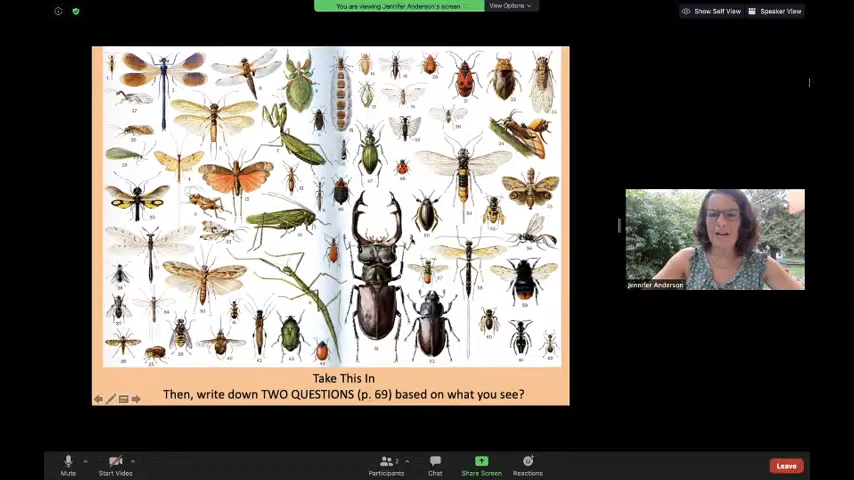 You are viewing Jennifer Anderson's screen
View Options
Show Self View
Speaker View
Take This In
Then, write down TWO QUESTIONS (p. 69) based on what you see?
Jennifer Anderson
Mute
Start Video
Participants
2
Chat
Share Screen
Reactions
Leave